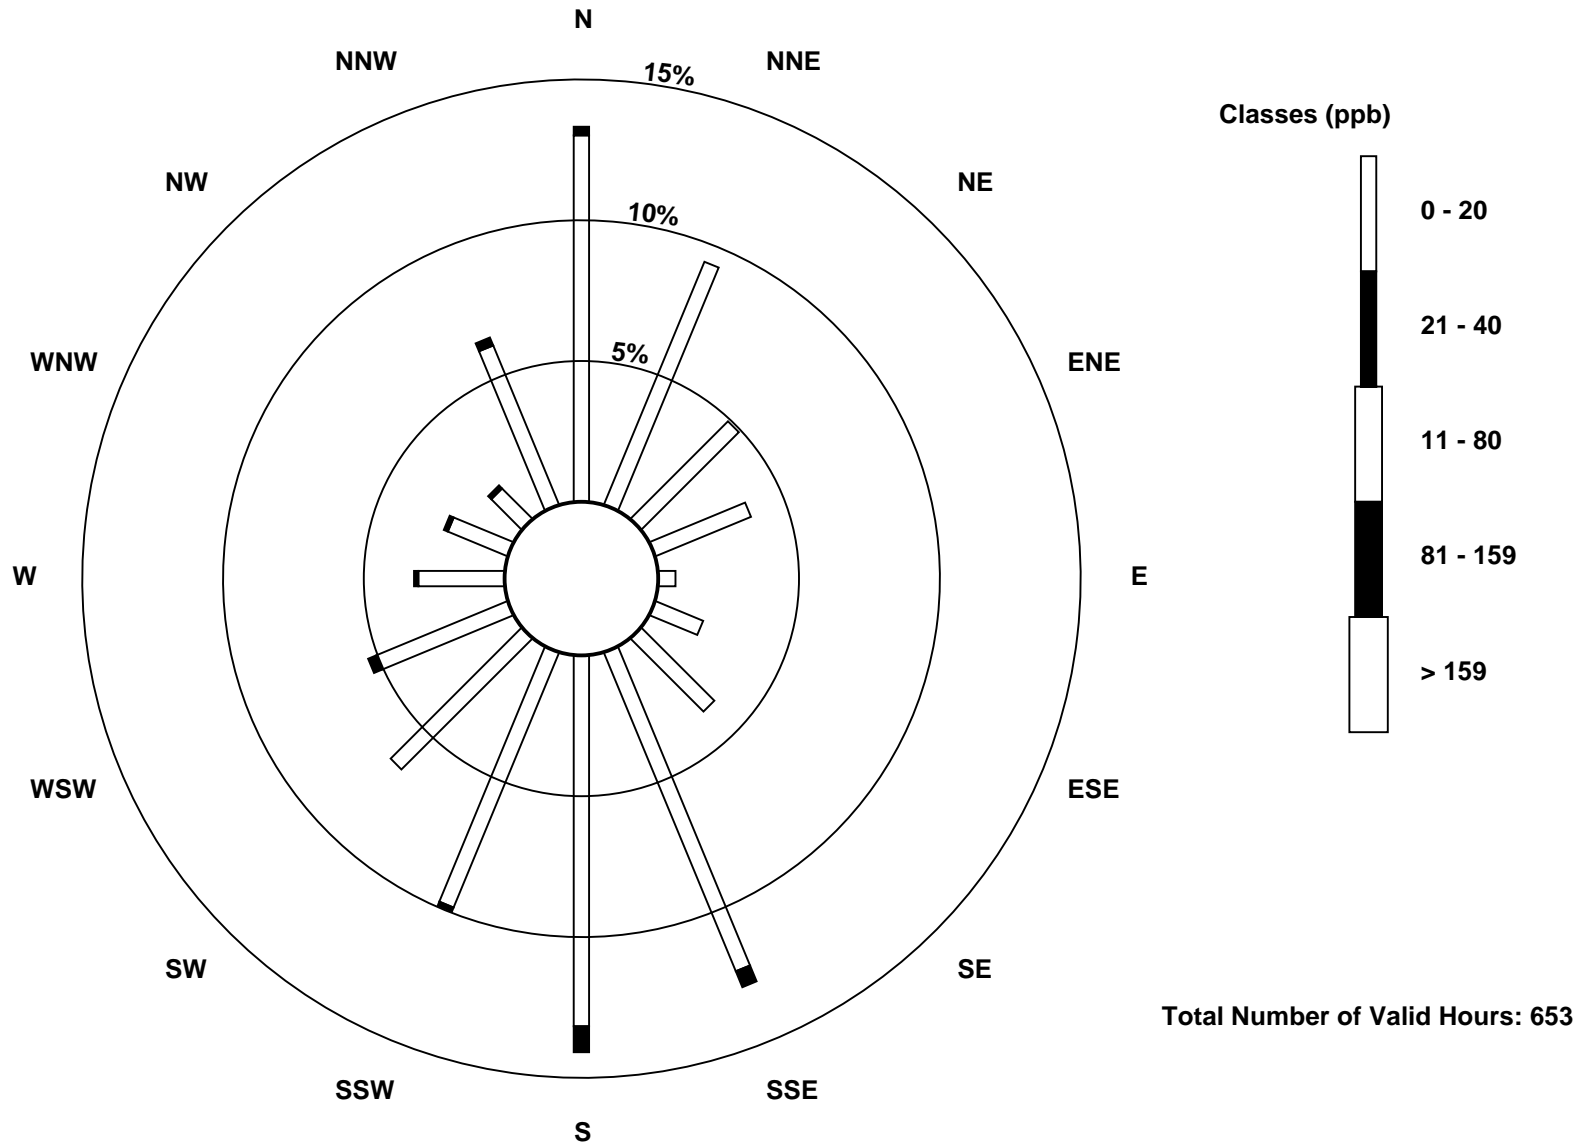 N
NNW
NNE
15%
Classes (ppb)
NW
NE
0 - 20
10%
21 - 40
5%
WNW
ENE
11 - 80
81 - 159
W
E
> 159
WSW
ESE
SW
SE
Total Number of Valid Hours: 653
SSW
SSE
S